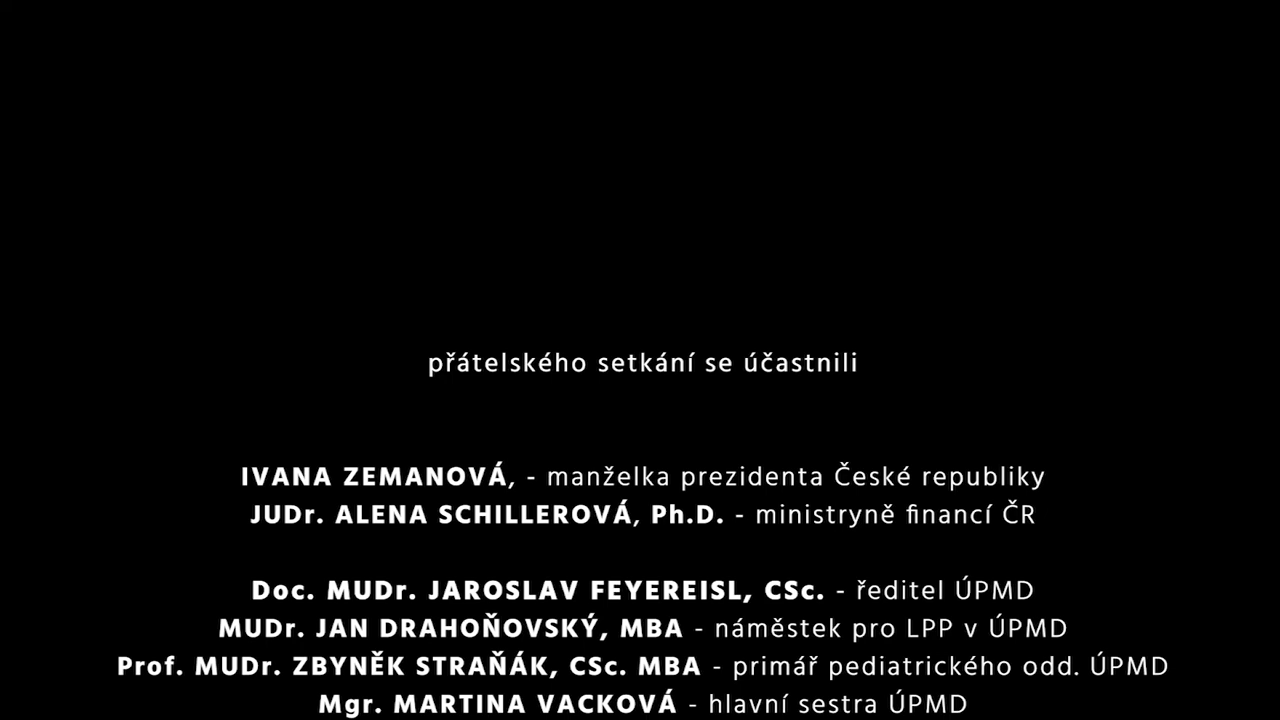 přátelského setkání se účastnili
IVANA ZEMANOVÁ, - manželka prezidenta České republiky
JUDr. ALENA SCHILLEROVÁ, Ph.D. - ministryně financí ČR
Doc. MUDr. JAROSLAV FEYEREISL, CSc. - ředitel ÚPMD
MUDr. JAN DRAHOŇOVSKÝ, MBA - náměstek pro LPP v ÚPMD
Prof. MUDr. ZBYNĚK STRAŇÁK, CSc. MBA - primář pediatrického odd. ÚPMD
Mgr. MARTINA VACKOVÁ - hlavní sestra ÚPMD